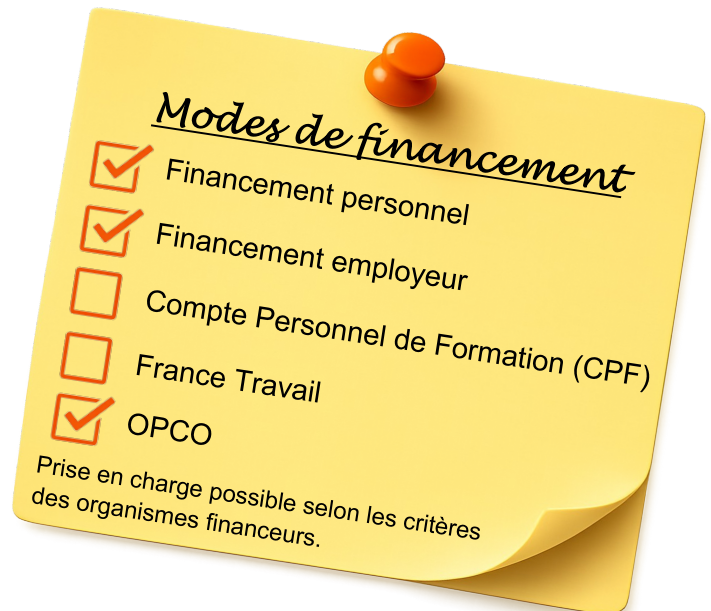 Modes de financement
Financement personnel
Financement employeur
Compte Personnel de Formation (CPF)
France Travail
OPCO
Prise en charge possible selon les critères
des organismes financeurs.